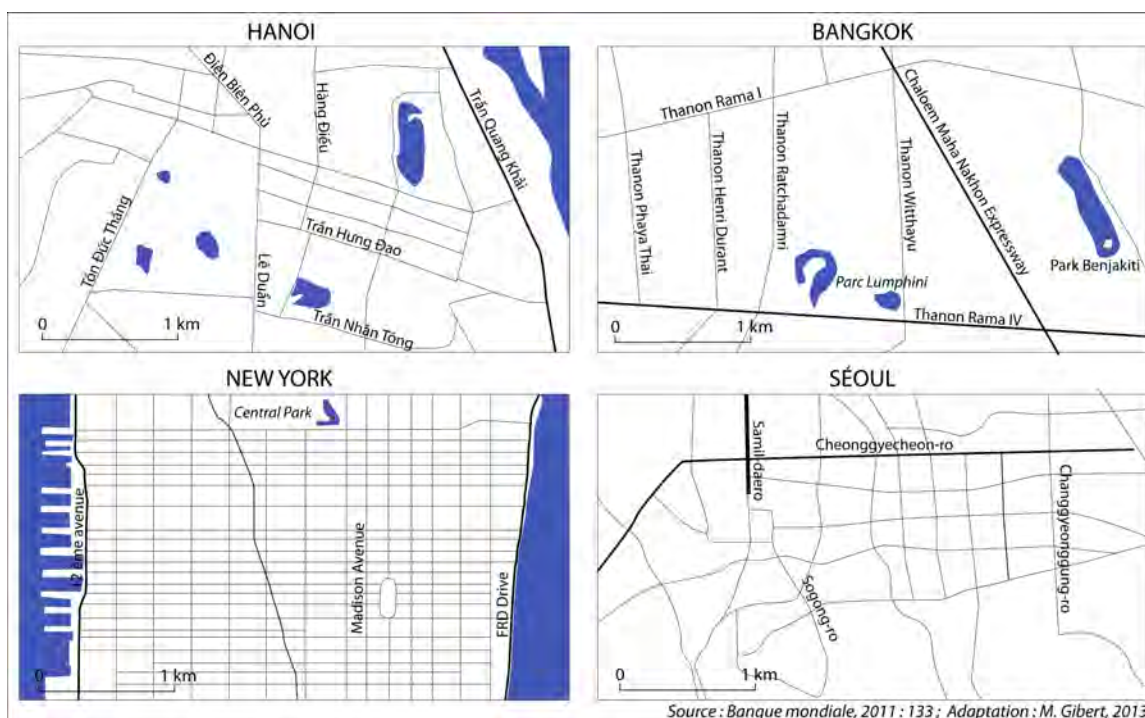 HANOI
Điện Biên Phủ
Hàng Điếu
Trần Quang Khải
Tôn Đức Thắng
Lê Duẩn
Trần Hưng Đao
Trần Nhân Tông
0 1 km
BANGKOK
Thanon Rama I
Chaloem Maha Nakhon Expressway
Thanon Phaya Thai
Thanon Henri Durant
Thanon Ratchadamri
Thanon Witthayu
Parc Lumphini
Park Benjakiti
Thanon Rama IV
0 1 km
NEW YORK
Central Park
12 ème avenue
Madison Avenue
FRD Drive
0 1 km
SÉOUL
Samil-daero
Cheonggyecheon-ro
Changgyeonggung-ro
Sogong-ro
0 1 km
Source : Banque mondiale, 2011 : 133 ; Adaptation : M. Gibert, 2013